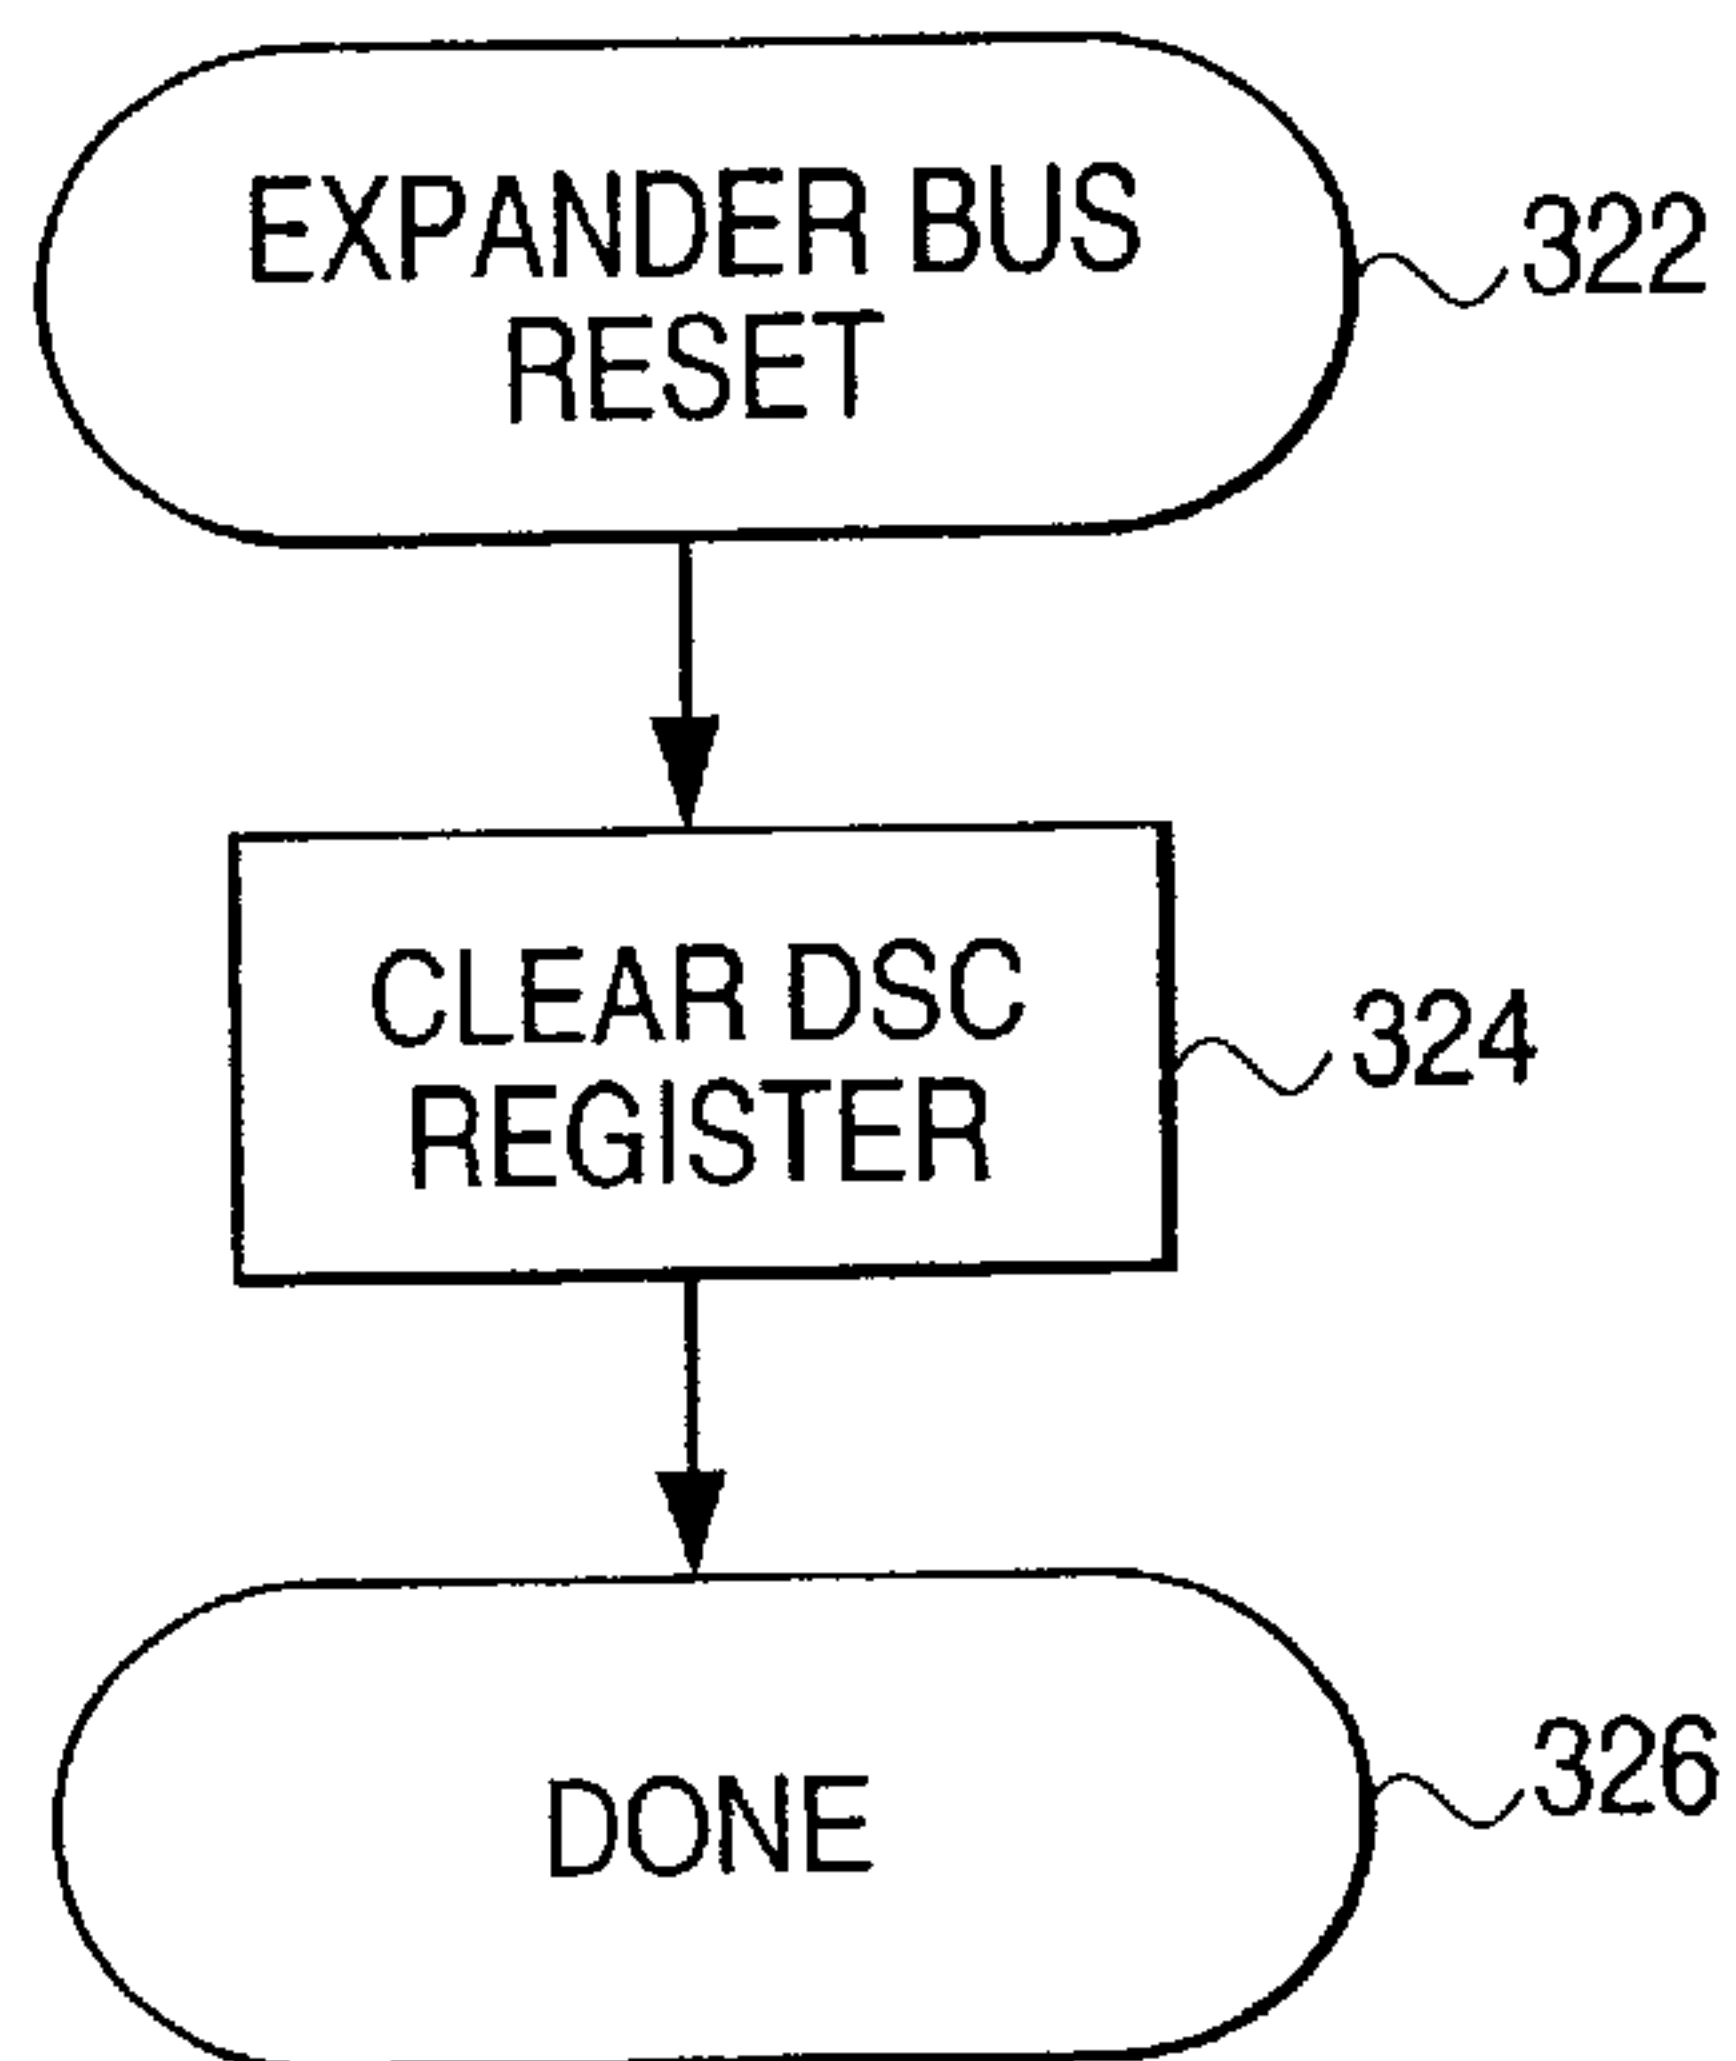 EXPANDER BUS
RESET
322
CLEAR DSC
REGISTER
324
DONE
326